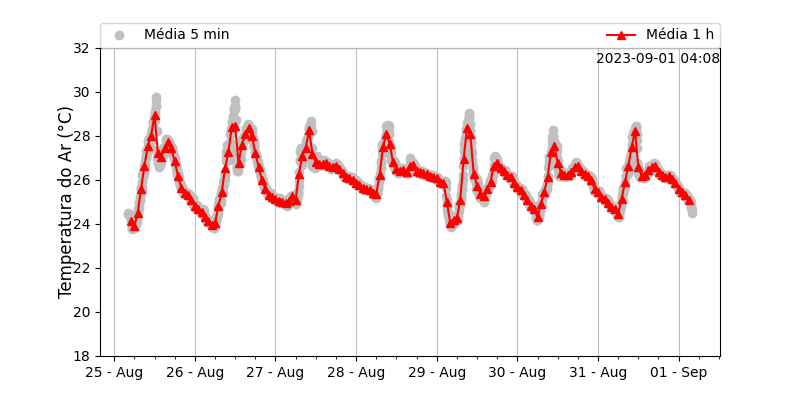 Média 5 min
Média 1 h
2023-09-01 04:08
Temperatura do Ar (°C)
32
30
28
26
24
22
20
18
25 - Aug
26 - Aug
27 - Aug
28 - Aug
29 - Aug
30 - Aug
31 - Aug
01 - Sep